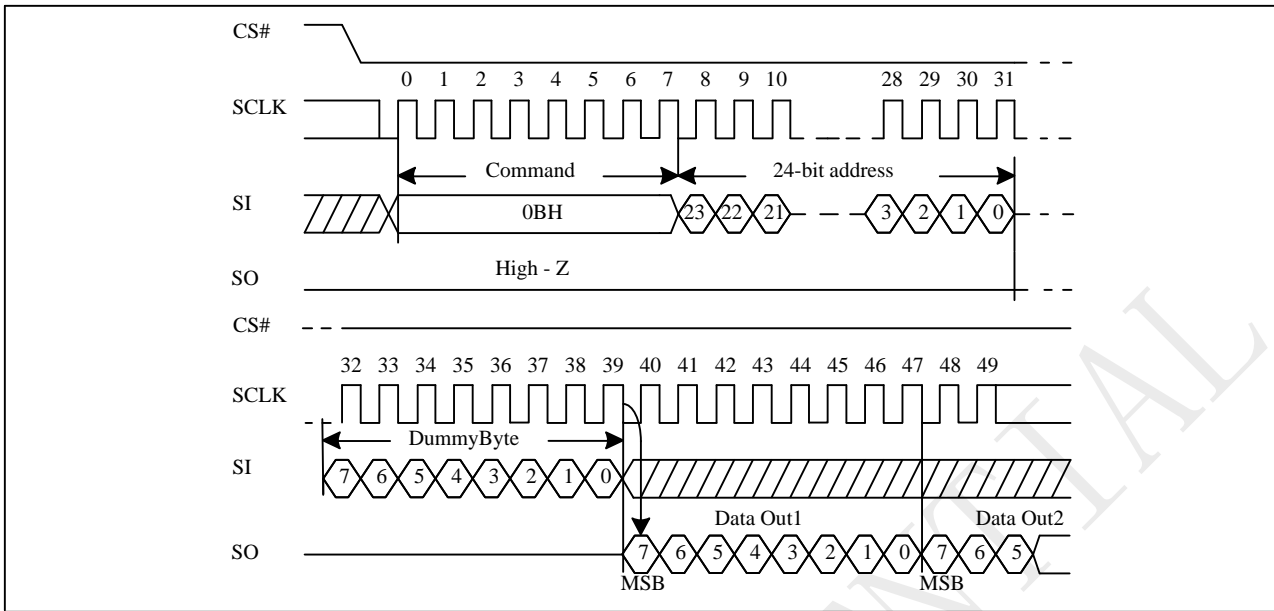 CS#
0 1 2 3 4 5 6 7 8 9 10 28 29 30 31
SCLK
Command 24-bit address
SI 0BH 23 22 21 3 2 1 0
High - Z
SO
CS#
32 33 34 35 36 37 38 39 40 41 42 43 44 45 46 47 48 49
SCLK
DummyByte
SI 7 6 5 4 3 2 1 0
Data Out1 Data Out2
SO 7 6 5 4 3 2 1 0 7 6 5
MSB MSB
NTIAL